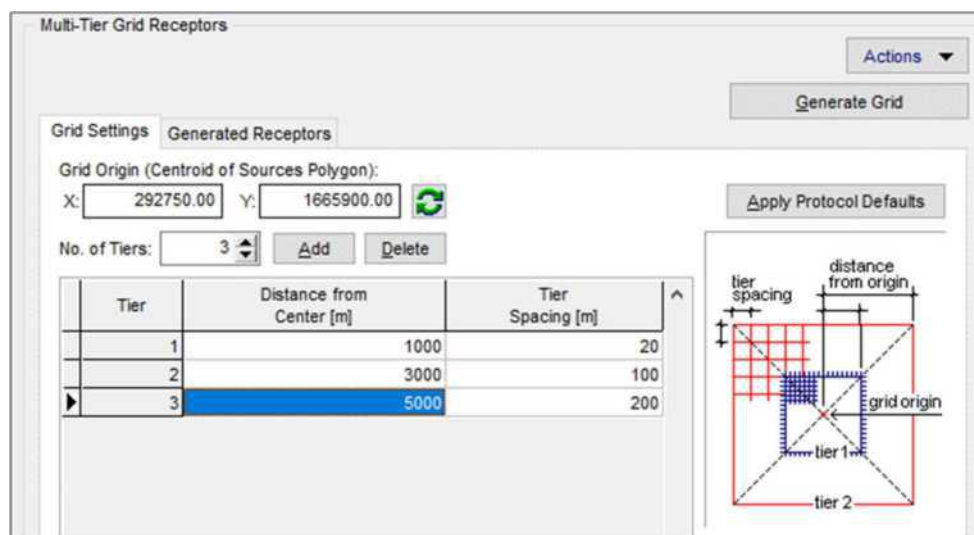 Multi-Tier Grid Receptors
Actions
Generate Grid
Grid Settings Generated Receptors
Grid Origin (Centroid of Sources Polygon):
X: 292750.00 Y: 1665900.00
Apply Protocol Defaults
No. of Tiers: 3 Add Delete
Tier Distance from Center [m] Tier Spacing [m]
1 1000 20
2 3000 100
3 5000 200
tier spacing
distance from origin
grid origin
tier 1
tier 2